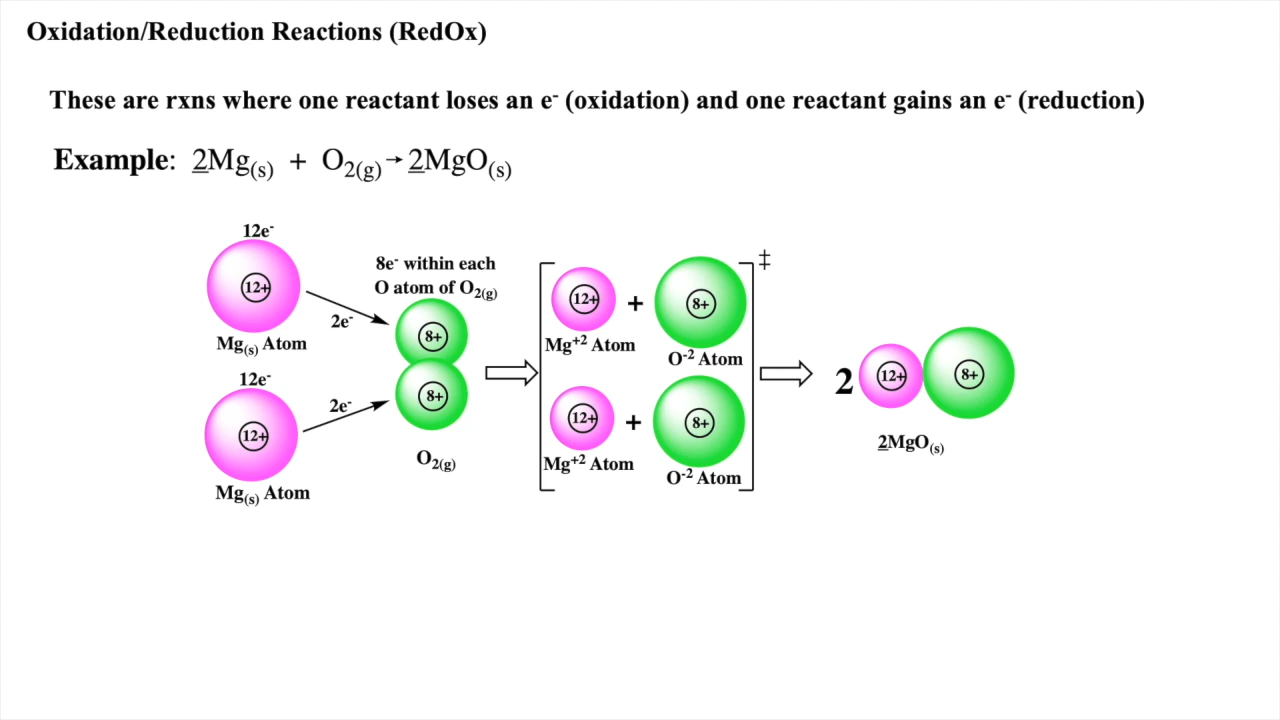 Oxidation/Reduction Reactions (RedOx)
These are rxns where one reactant loses an e⁻ (oxidation) and one reactant gains an e⁻ (reduction)
Example: 2Mg(s) + O2(g) → 2MgO(s)
12e⁻
12+
Mg(s) Atom
2e⁻
12e⁻
12+
Mg(s) Atom
2e⁻
8e⁻ within each
O atom of O2(g)
8+
8+
O2(g)
12+
+
8+
Mg⁺² Atom
O⁻² Atom
12+
+
8+
Mg⁺² Atom
O⁻² Atom
‡
2
12+
8+
2MgO(s)